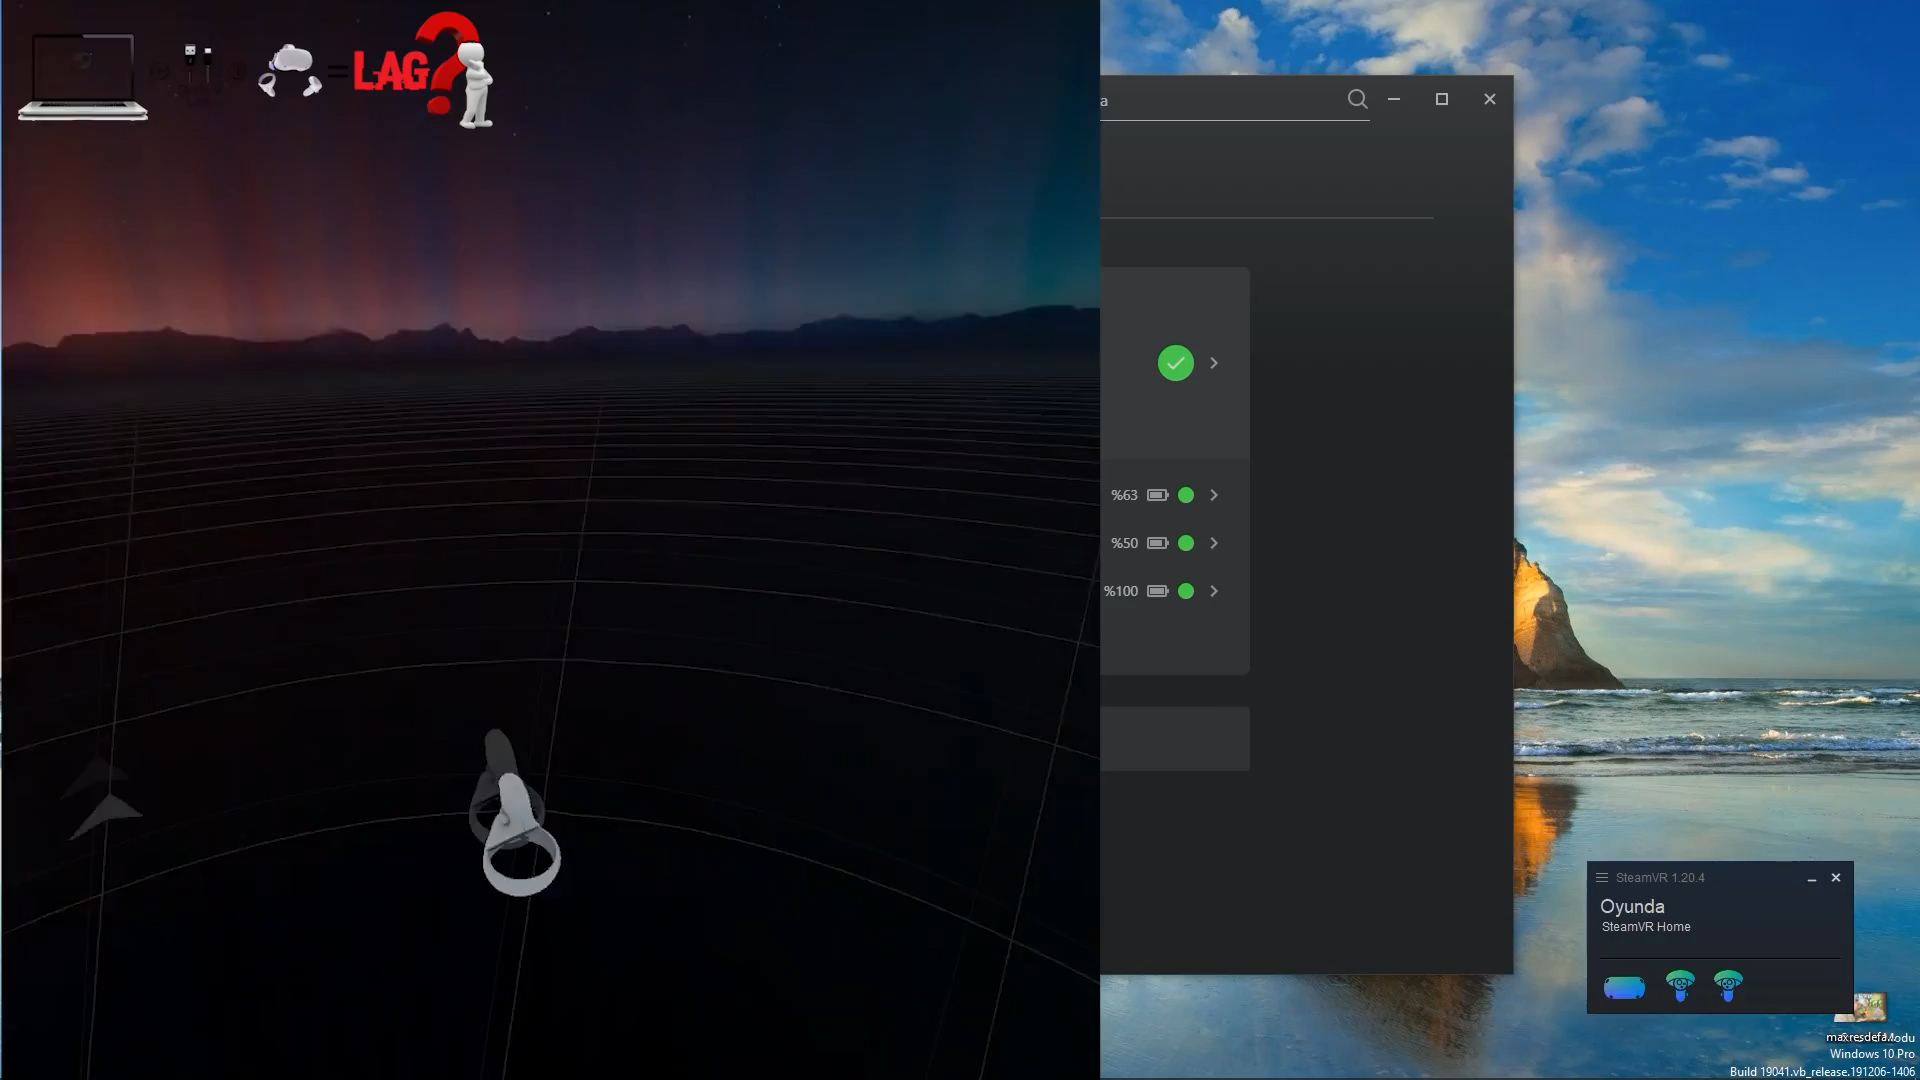 LAG?
a
%63
%50
%100
SteamVR 1.20.4
Oyunda
SteamVR Home
Modu
Windows 10 Pro
Build 19041.vb_release.191206-1406